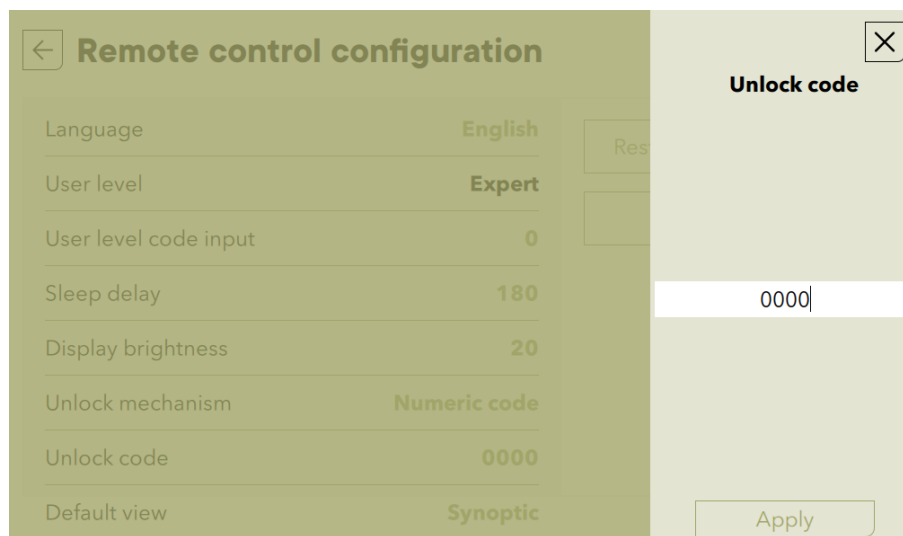 Remote control configuration
Language English
User level Expert
User level code input 0
Sleep delay 180
Display brightness 20
Unlock mechanism Numeric code
Unlock code 0000
Default view Synoptic
Res
Unlock code
0000
Apply